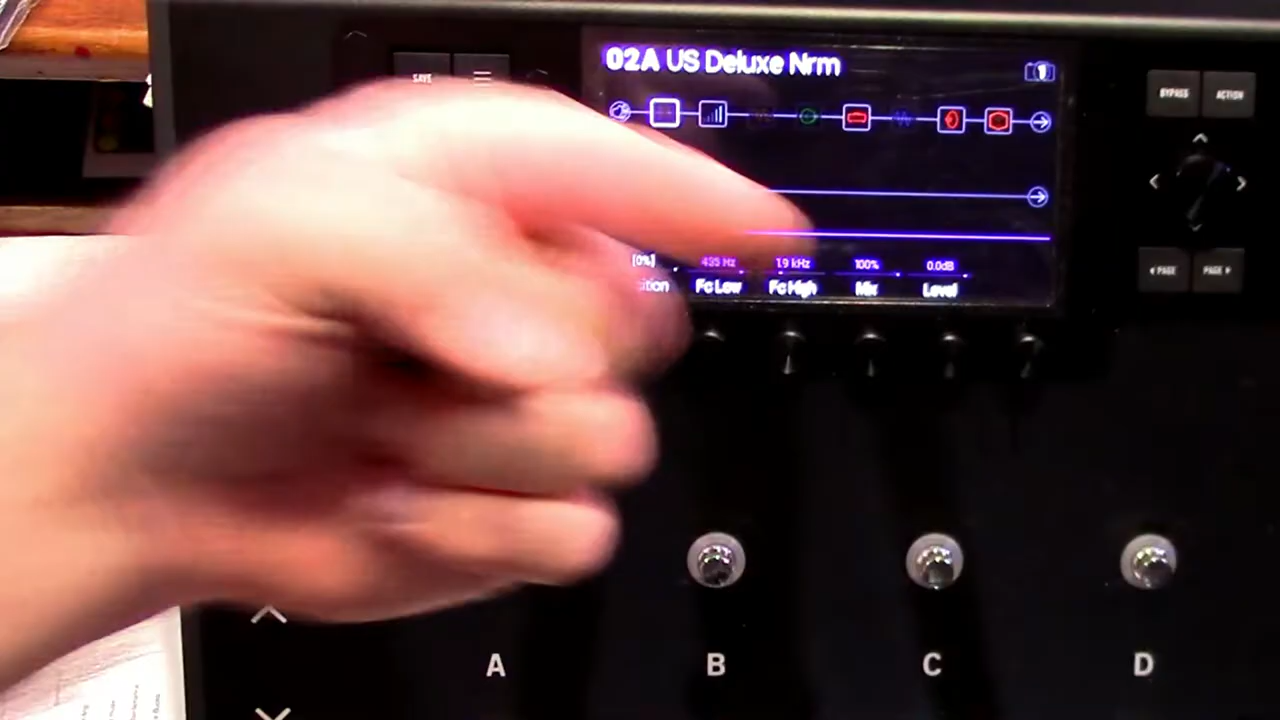 02A US Deluxe Nrm
1
SAVE
BYPASS
ACTION
[0%] 435 Hz 1.9 kHz 100% 0.0dB
Fc Low Fc High Mix Level
PAGE
PAGE
A B C D